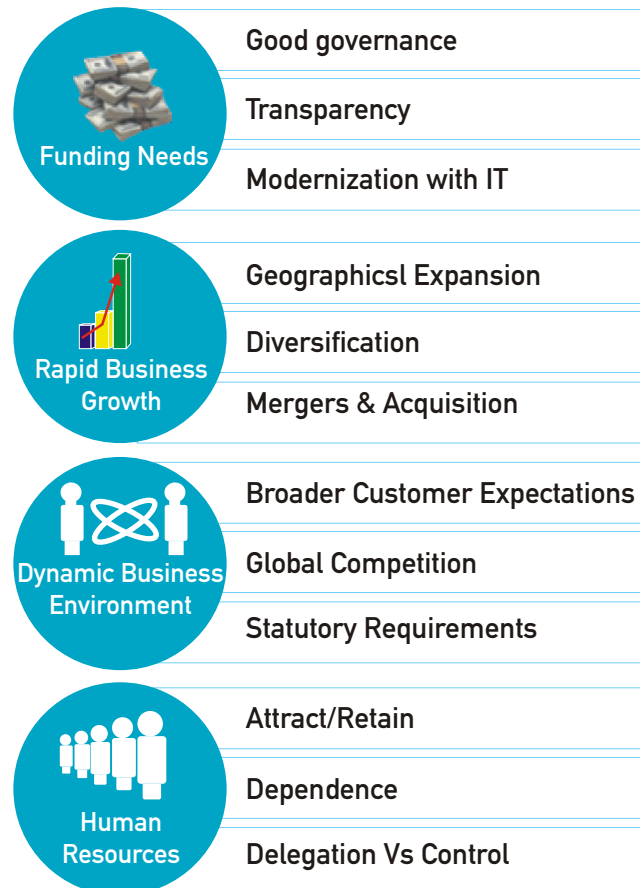 Good governance
Transparency
Funding Needs
Modernization with IT
Geographicsl Expansion
Diversification
Rapid Business
Growth
Mergers & Acquisition
Broader Customer Expectations
Global Competition
Dynamic Business
Environment
Statutory Requirements
Attract/Retain
Dependence
Human
Resources
Delegation Vs Control